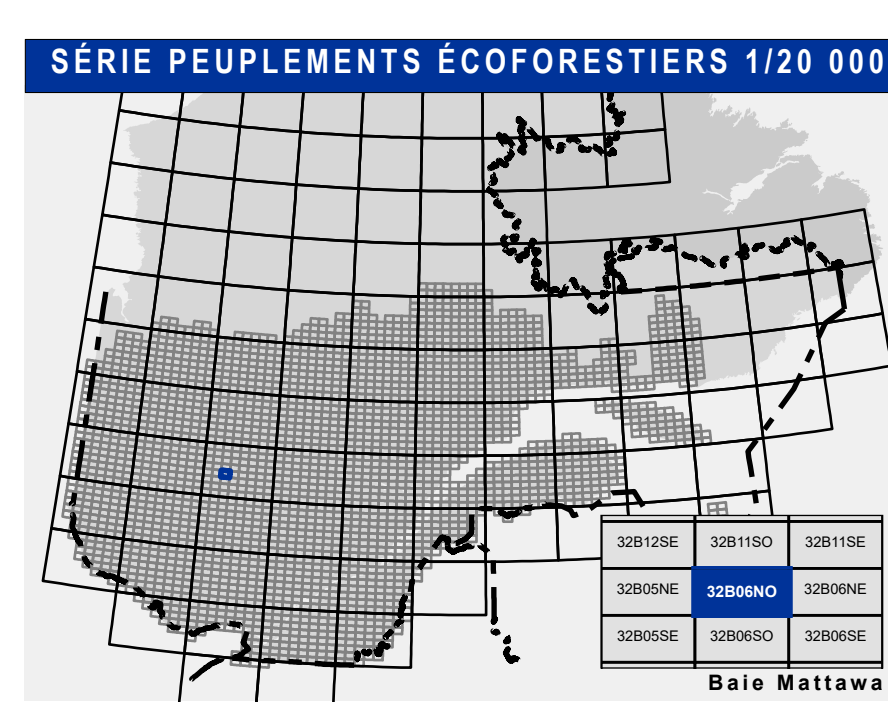 SÉRIE PEUPLEMENTS ÉCOFORESTIERS 1/20 000
32B12SE 32B11SO 32B11SE
32B05NE 32B06NO 32B06NE
32B05SE 32B06SO 32B06SE
Baie Mattawa